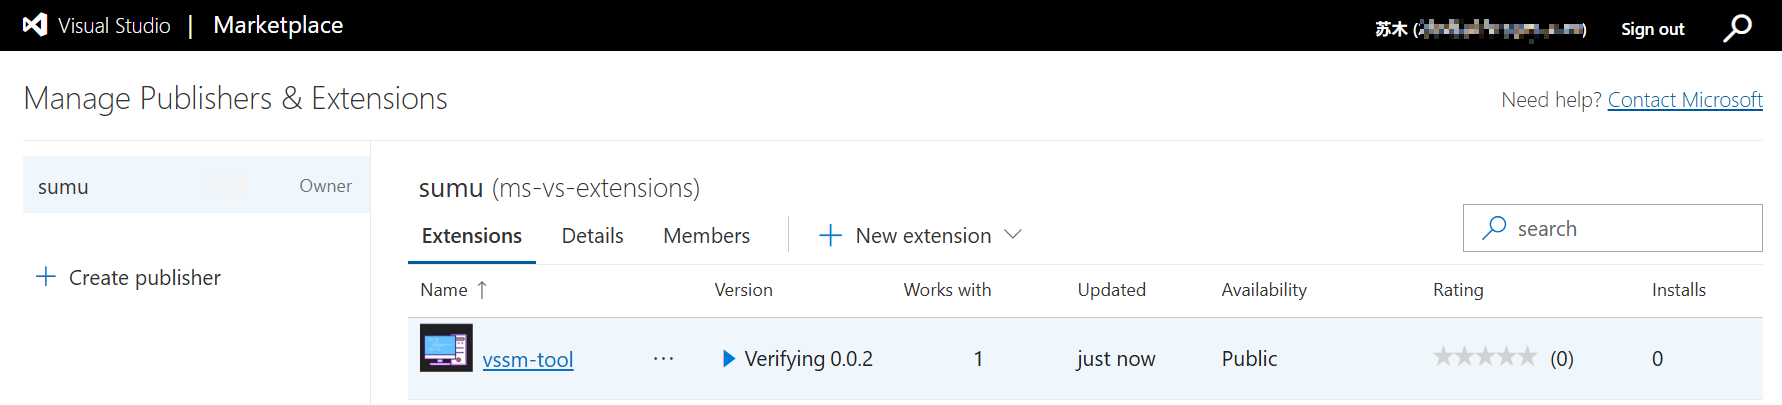 Visual Studio | Marketplace
苏木 ( ) Sign out
Manage Publishers & Extensions
Need help? Contact Microsoft
sumu Owner
+ Create publisher
sumu (ms-vs-extensions)
Extensions Details Members + New extension
search
Name ↑ Version Works with Updated Availability Rating Installs
vssm-tool ··· Verifying 0.0.2 1 just now Public (0) 0